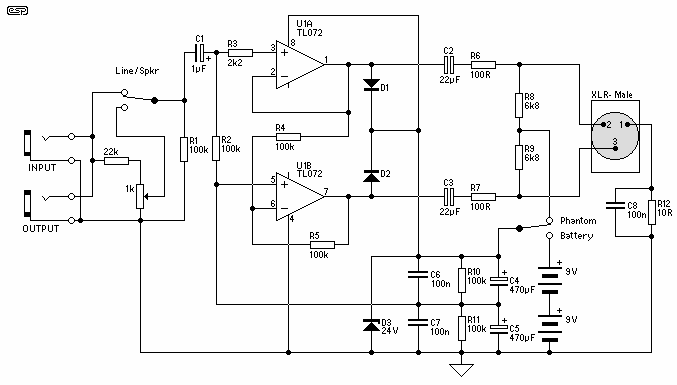 esp
U1A
TL072
C1
1µF
+
R3
2k2
3
+
2
−
8
1
Line/Spkr
D1
C2
22µF
R6
100R
R8
6k8
XLR- Male
2
1
3
R4
100k
R1
100k
R2
100k
22k
1k
INPUT
OUTPUT
U1B
TL072
5
+
6
−
7
4
D2
R9
6k8
C3
22µF
R7
100R
R5
100k
C8
100n
R12
10R
Phantom
Battery
+
9V
+
9V
C6
100n
R10
100k
+
C4
470µF
D3
24V
C7
100n
R11
100k
+
C5
470µF